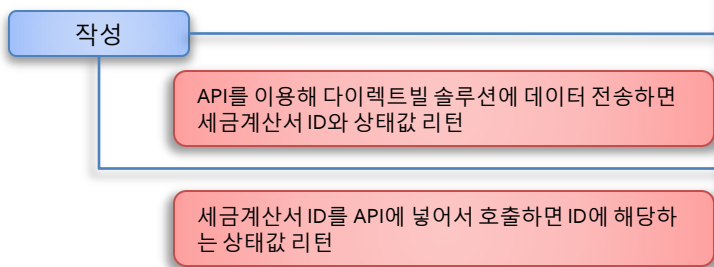 작성
API를 이용해 다이렉트빌 솔루션에 데이터 전송하면
세금계산서 ID와 상태값 리턴
세금계산서 ID를 API에 넣어서 호출하면 ID에 해당하
는 상태값 리턴